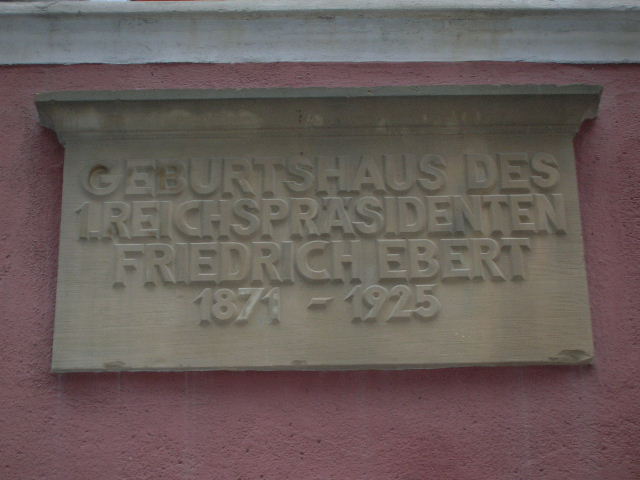 GEBURTSHAUS DES
1.REICHSPRÄSIDENTEN
FRIEDRICH EBERT
1871 - 1925